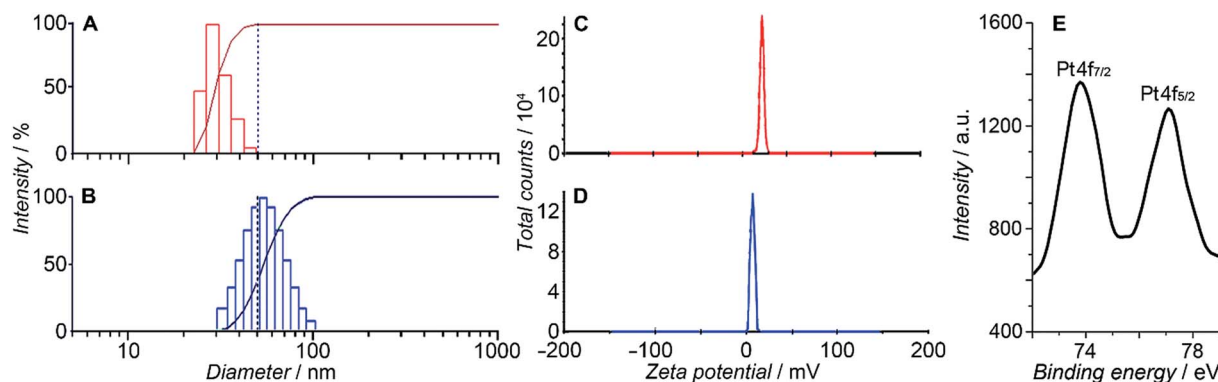 A
100
50
0
B
100
50
0
10
100
1000
Intensity / %
Diameter / nm
C
20
10
0
D
12
8
4
0
−200
−100
0
100
200
Total counts / 10⁴
Zeta potential / mV
E
1600
1200
800
400
Pt4f7/2
Pt4f5/2
74
78
Intensity / a.u.
Binding energy / eV